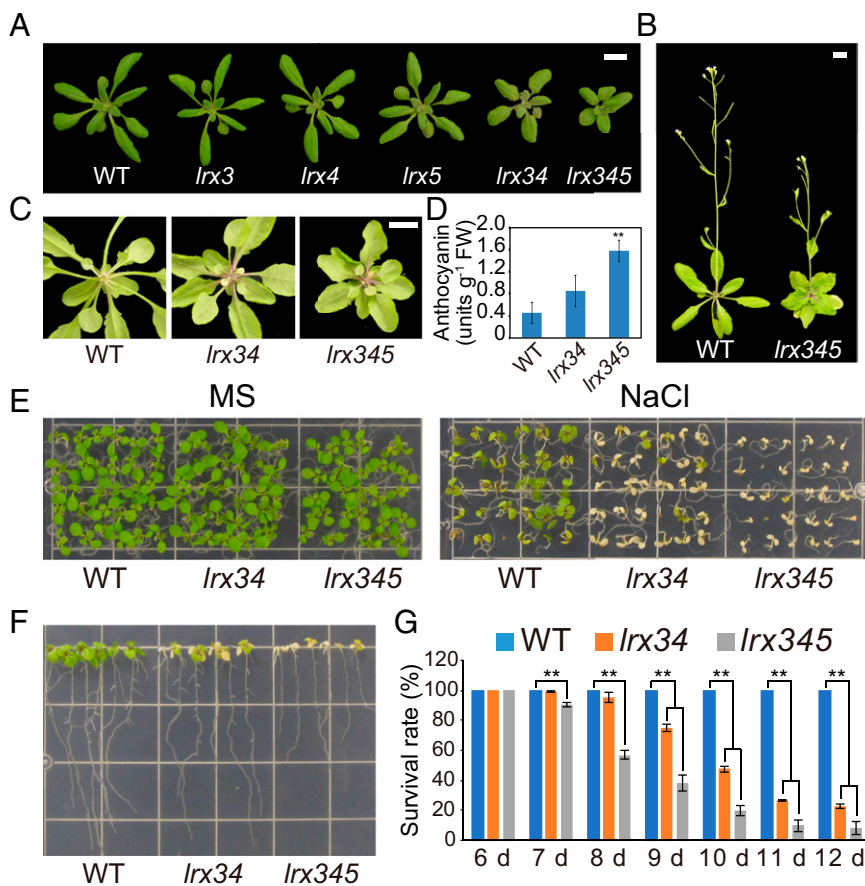 A
WT lrx3 lrx4 lrx5 lrx34 lrx345
B
WT lrx345
C
WT lrx34 lrx345
D
Anthocyanin
(units g⁻¹ FW)
2.0
1.6
1.2
0.8
0.4
0
**
WT lrx34 lrx345
E
MS NaCl
WT lrx34 lrx345
WT lrx34 lrx345
F
WT lrx34 lrx345
G
WT lrx34 lrx345
Survival rate (%)
120
100
80
60
40
20
0
** ** ** ** ** **
6 d 7 d 8 d 9 d 10 d 11 d 12 d